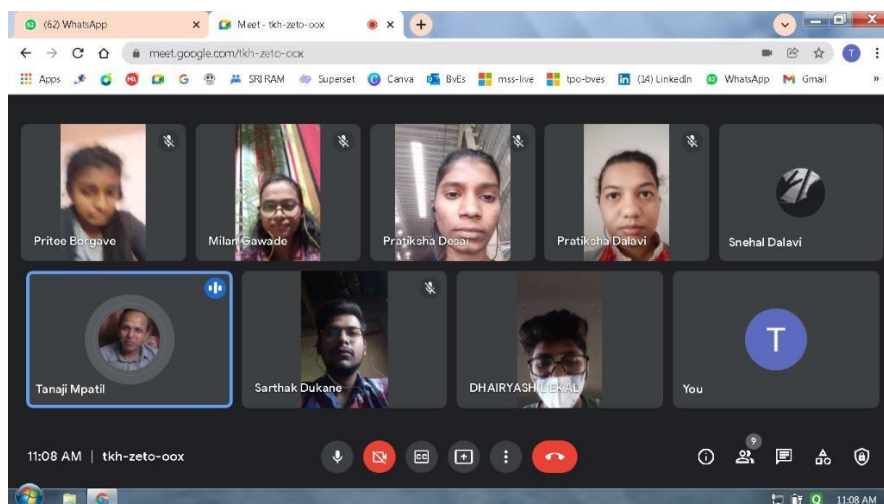 (62) WhatsApp
Meet - tkh-zeto-oox
meet.google.com/tkh-zeto-oox
Apps
G
SRI RAM
Superset
Canva
BvEs
mss-live
tpo-bves
(14) LinkedIn
WhatsApp
Gmail
»
T
Pritee Borgave
Milan Gawade
Pratiksha Desai
Pratiksha Dalavi
Snehal Dalavi
Tanaji Mpatil
Sarthak Dukane
DHAIRYASH
T
You
11:08 AM | tkh-zeto-oox
CC
9
11:08 AM